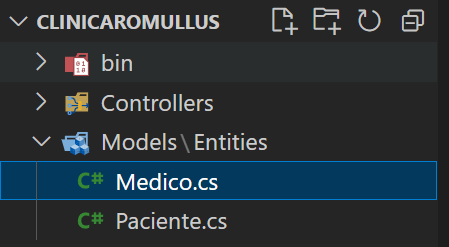 CLINICAROMULLUS
bin
Controllers
Models\Entities
C# Medico.cs
C# Paciente.cs